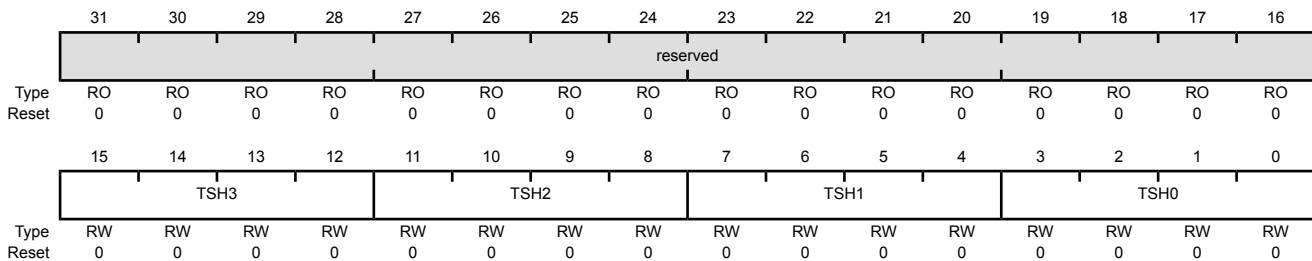 31 30 29 28 27 26 25 24 23 22 21 20 19 18 17 16
reserved
Type RO RO RO RO RO RO RO RO RO RO RO RO RO RO RO RO
Reset 0 0 0 0 0 0 0 0 0 0 0 0 0 0 0 0
15 14 13 12 11 10 9 8 7 6 5 4 3 2 1 0
TSH3 TSH2 TSH1 TSH0
Type RW RW RW RW RW RW RW RW RW RW RW RW RW RW RW RW
Reset 0 0 0 0 0 0 0 0 0 0 0 0 0 0 0 0